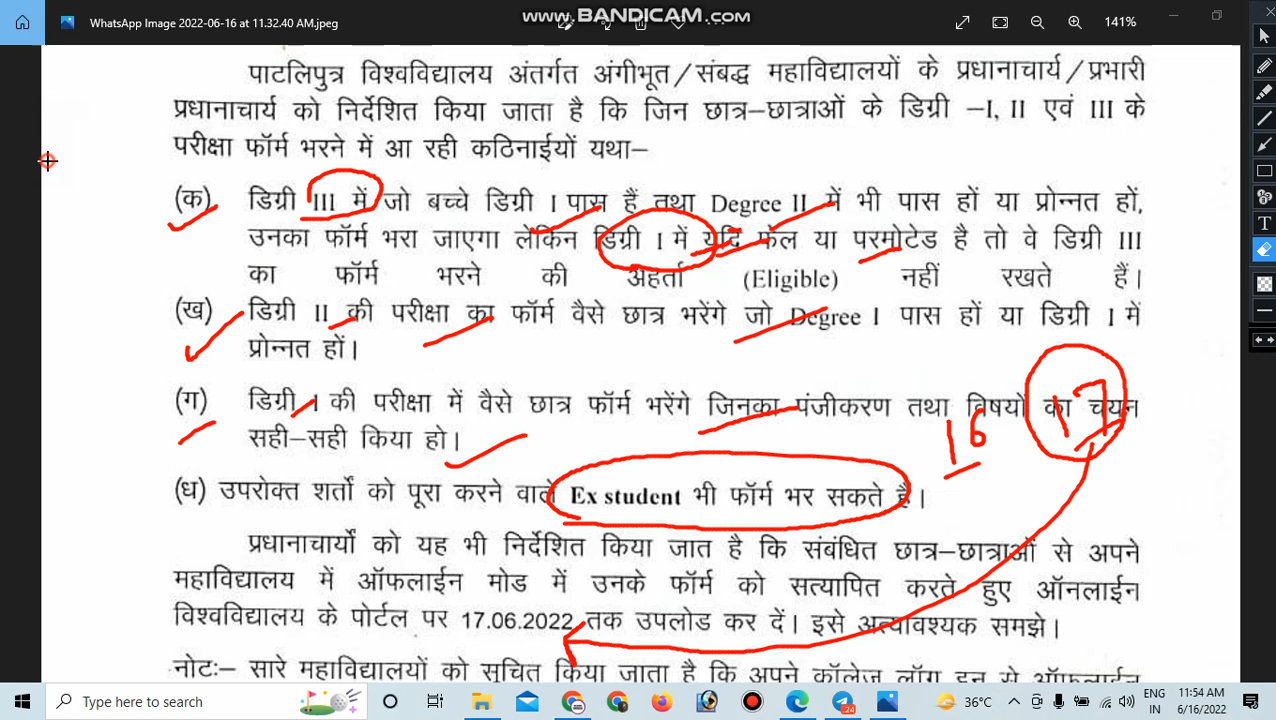 WhatsApp Image 2022-06-16 at 11.32.40 AM.jpeg
www.BANDICAM.com
141%
पाटलिपुत्र विश्वविद्यालय अंतर्गत अंगीभूत/संबद्ध महाविद्यालयों के प्रधानाचार्य/प्रभारी
प्रधानाचार्य को निर्देशित किया जाता है कि जिन छात्र-छात्राओं के डिग्री -I, II एवं III के
परीक्षा फॉर्म भरने में आ रही कठिनाईयों यथा-
(क) डिग्री III में जो बच्चे डिग्री I पास हैं तथा Degree II में भी पास हों या प्रोन्नत हों,
उनका फॉर्म भरा जाएगा लेकिन डिग्री I में यदि फेल या परमोटेड है तो वे डिग्री III
का फॉर्म भरने की अहर्ता (Eligible) नहीं रखते हैं।
(ख) डिग्री II की परीक्षा का फॉर्म वैसे छात्र भरेंगे जो Degree I पास हों या डिग्री I में
प्रोन्नत हों।
(ग) डिग्री I की परीक्षा में वैसे छात्र फॉर्म भरेंगे जिनका पंजीकरण तथा विषयों का चयन
17
सही-सही किया हो।
16
(ध) उपरोक्त शर्तो को पूरा करने वाले Ex student भी फॉर्म भर सकते है।
प्रधानाचार्यों को यह भी निर्देशित किया जात है कि संबंधित छात्र-छात्राओं से अपने
महाविद्यालय में ऑफलाईन मोड में उनके फॉर्म को सत्यापित करते हुए ऑनलाईन
विश्वविद्यालय के पोर्टल पर 17.06.2022 तक उपलोड कर दें। इसे अत्यावश्यक समझे।
नोटः- सारे महाविद्यालयों को सूचित किया जाता है कि अपने कॉलेज लॉग इन से ऑफलाईन
Type here to search
24
36°C
ENG
IN
11:54 AM
6/16/2022
T